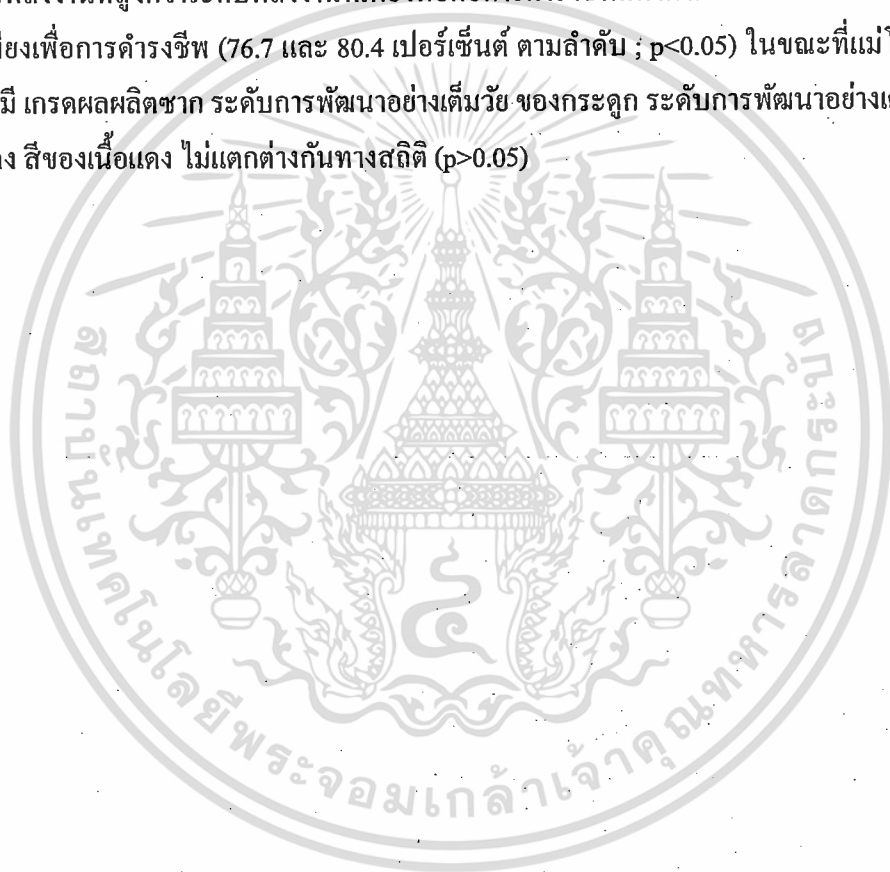 เพียงเพื่อการดำรงชีพ (76.7 และ 80.4 เปอร์เซ็นต์ ตามลำดับ ; p<0.05) ในขณะที่แม่
มี เกรดผลผลิตซาก ระดับการพัฒนาอย่างเต็มวัย ของกระดูก ระดับการพัฒนาอย่าง
สีของเนื้อแดง ไม่แตกต่างกันทางสถิติ (p>0.05)
สถาบันเทคโนโลยีพระจอมเกล้าเจ้าคุณทหารลาดกระบัง